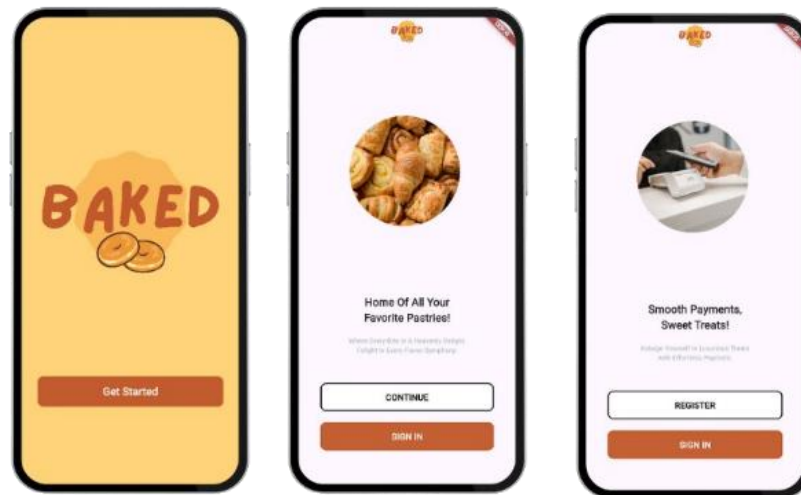 BAKED
Get Started
BAKED
Home Of All Your
Favorite Pastries!
CONTINUE
SIGN IN
BAKED
Smooth Payments,
Sweet Treats!
REGISTER
SIGN IN